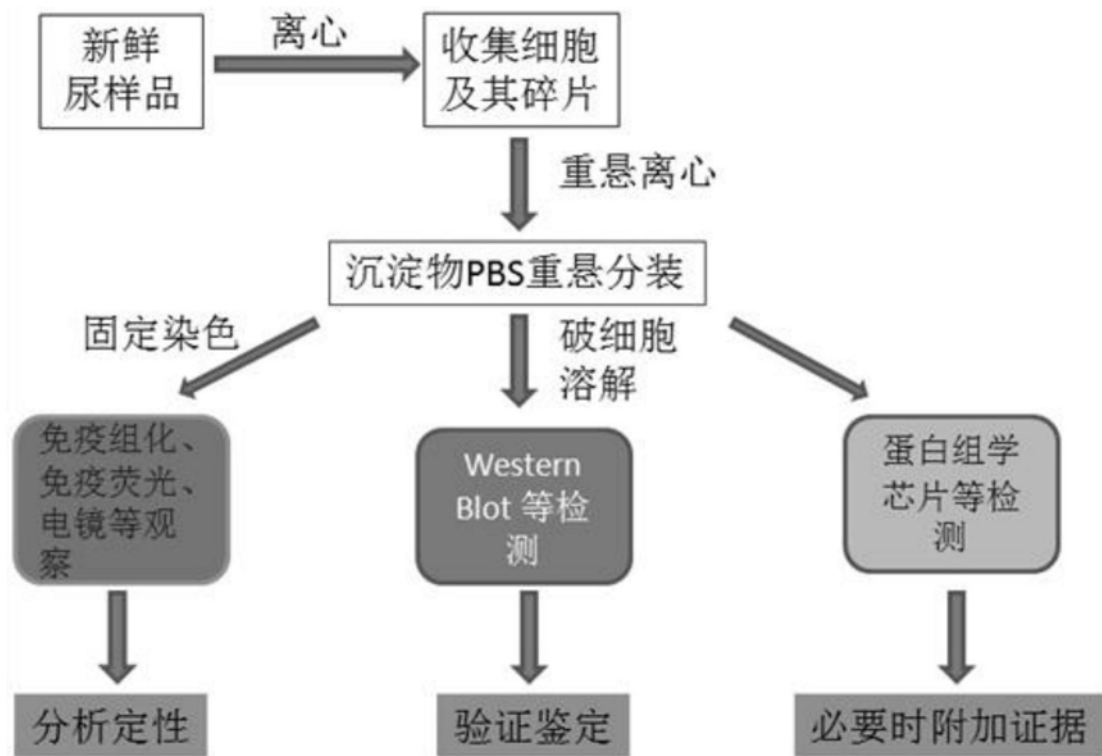 新鲜
尿样品
离心
收集细胞
及其碎片
重悬离心
沉淀物PBS重悬分装
固定染色
破细胞
溶解
免疫组化、
免疫荧光、
电镜等观
察
Western
Blot 等检
测
蛋白组学
芯片等检
测
分析定性
验证鉴定
必要时附加证据